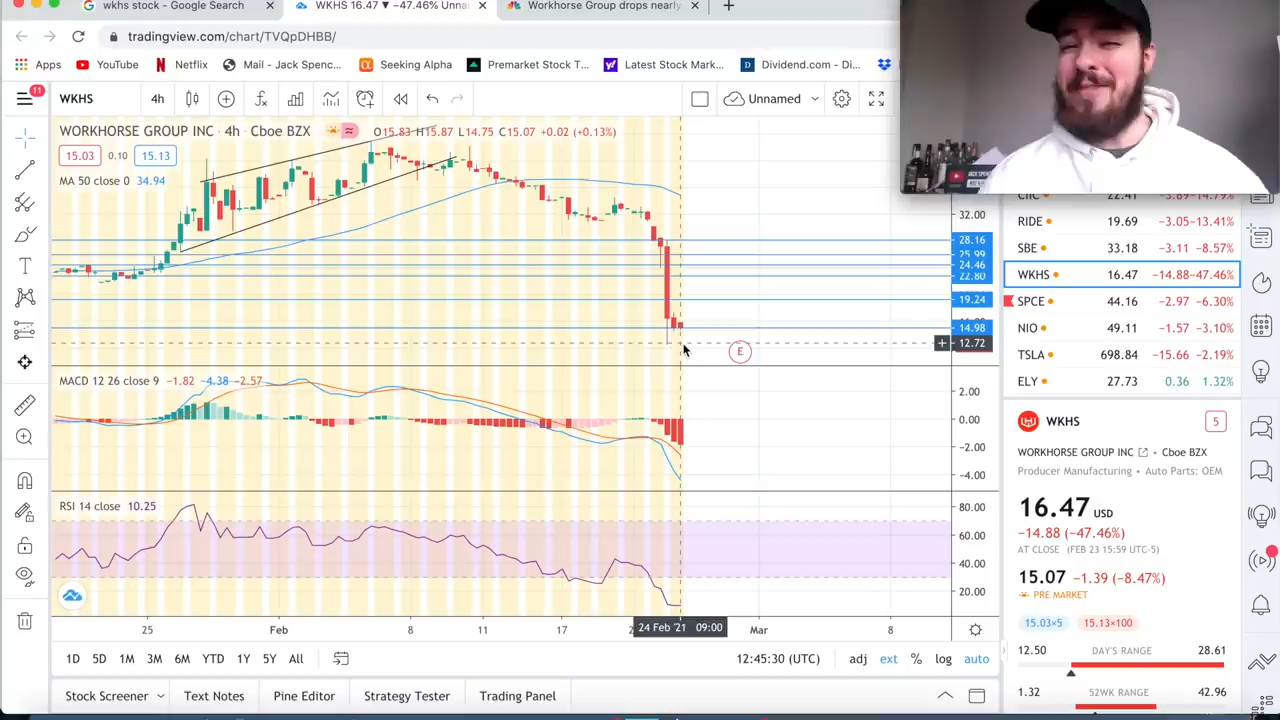 wkhs stock - Google Search
WKHS 16.47 ▼ −47.46% Unna
Workhorse Group drops nearly
tradingview.com/chart/TVQpDHBB/
Apps YouTube Netflix Mail - Jack Spenc... Seeking Alpha Premarket Stock T... Latest Stock Mark... Dividend.com - Di...
11
WKHS 4h Unnamed
WORKHORSE GROUP INC · 4h · Cboe BZX O15.83 H15.87 L14.75 C15.07 +0.02 (+0.13%)
15.03 0.10 15.13
MA 50 close 0 34.94
32.00
28.16
25.99
24.46
22.80
19.24
14.98
12.72
E
MACD 12 26 close 9 −1.82 −4.38 −2.57
2.00
0.00
−2.00
−4.00
RSI 14 close 10.25
80.00
60.00
40.00
20.00
25 Feb 8 11 17 24 Feb '21 09:00 Mar 8
1D 5D 1M 3M 6M YTD 1Y 5Y All 12:45:30 (UTC) adj ext % log auto
Stock Screener Text Notes Pine Editor Strategy Tester Trading Panel
JACK SPENC
RIDE 19.69 −3.05 −13.41%
SBE 33.18 −3.11 −8.57%
WKHS 16.47 −14.88 −47.46%
SPCE 44.16 −2.97 −6.30%
NIO 49.11 −1.57 −3.10%
TSLA 698.84 −15.66 −2.19%
ELY 27.73 0.36 1.32%
WKHS 5
WORKHORSE GROUP INC • Cboe BZX
Producer Manufacturing • Auto Parts: OEM
16.47 USD
−14.88 (−47.46%)
AT CLOSE (FEB 23 15:59 UTC-5)
15.07 −1.39 (−8.47%)
PRE MARKET
15.03×5 15.13×100
12.50 DAY'S RANGE 28.61
1.32 52WK RANGE 42.96